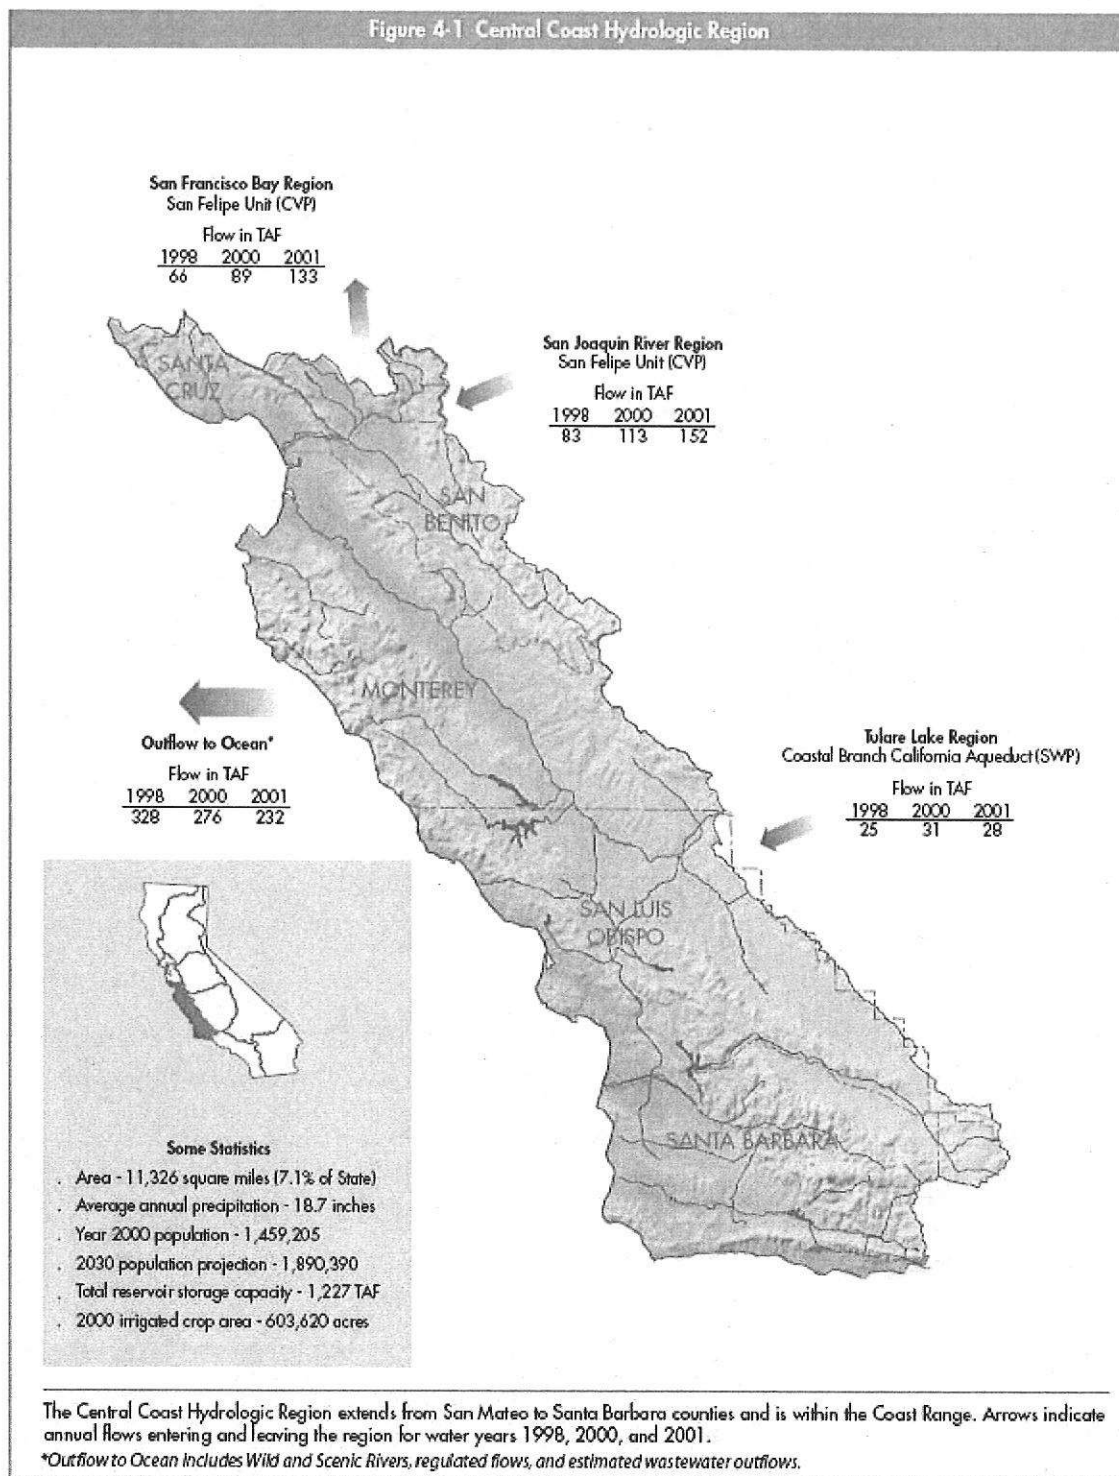 Figure 4-1 Central Coast Hydrologic Region
San Francisco Bay Region
San Felipe Unit (CVP)
Flow in TAF
1998 2000 2001
66 89 133
San Joaquin River Region
San Felipe Unit (CVP)
Flow in TAF
1998 2000 2001
83 113 152
SANTA
CRUZ
SAN
BENITO
MONTEREY
Outflow to Ocean*
Flow in TAF
1998 2000 2001
328 276 232
Tulare Lake Region
Coastal Branch California Aqueduct (SWP)
Flow in TAF
1998 2000 2001
25 31 28
SAN LUIS
OBISPO
SANTA BARBARA
Some Statistics
. Area - 11,326 square miles (7.1% of State)
. Average annual precipitation - 18.7 inches
. Year 2000 population - 1,459,205
. 2030 population projection - 1,890,390
. Total reservoir storage capacity - 1,227 TAF
. 2000 irrigated crop area - 603,620 acres
The Central Coast Hydrologic Region extends from San Mateo to Santa Barbara counties and is within the Coast Range. Arrows indicate
annual flows entering and leaving the region for water years 1998, 2000, and 2001.
*Outflow to Ocean includes Wild and Scenic Rivers, regulated flows, and estimated wastewater outflows.